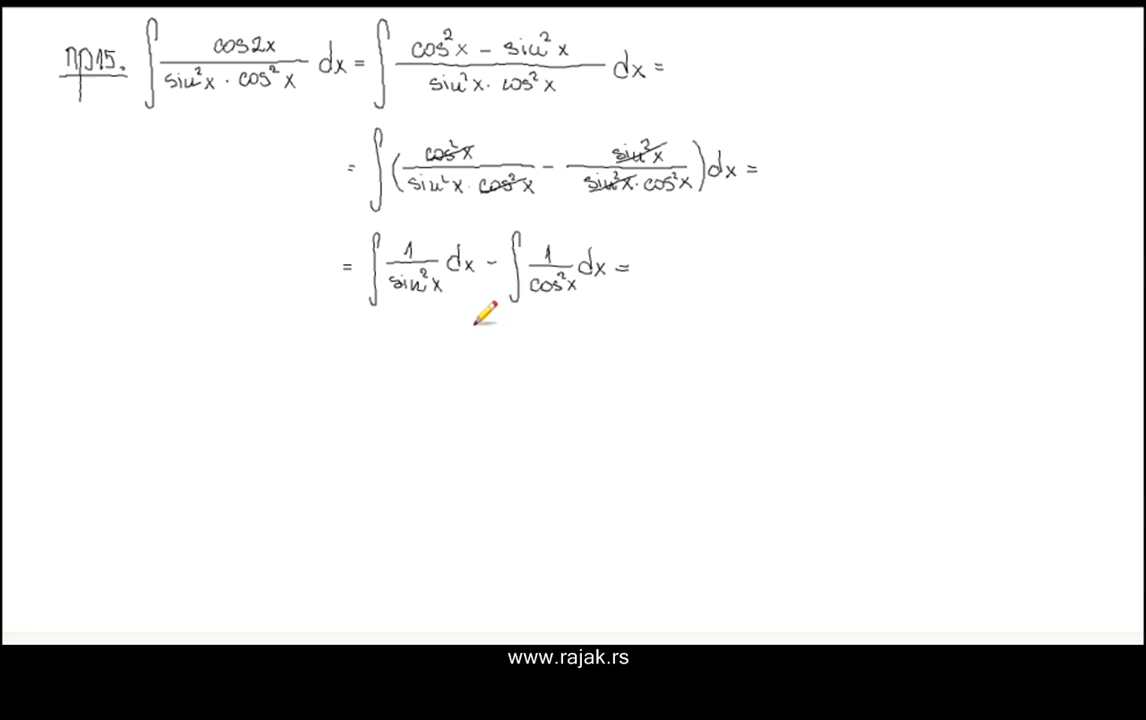 Пр15. ∫ cos2x / (sin²x · cos²x) dx = ∫ (cos²x − sin²x) / (sin²x · cos²x) dx =
= ∫ ( cos²x / (sin²x · cos²x) − sin²x / (sin²x · cos²x) ) dx =
= ∫ 1 / sin²x dx − ∫ 1 / cos²x dx =
www.rajak.rs